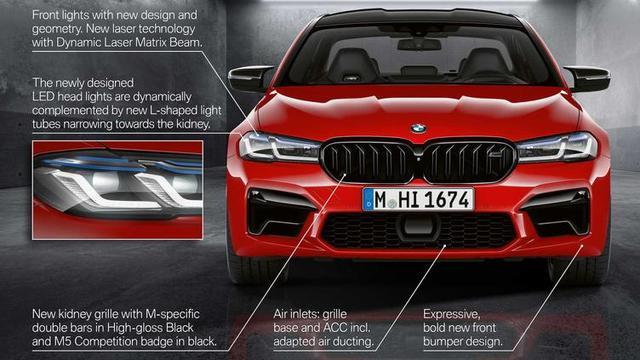 Front lights with new design and
geometry. New laser technology
with Dynamic Laser Matrix Beam.
The newly designed
LED head lights are dynamically
complemented by new L-shaped light
tubes narrowing towards the kidney.
M HI 1674
New kidney grille with M-specific
double bars in High-gloss Black
and M5 Competition badge in black.
Air inlets: grille
base and ACC incl.
adapted air ducting.
Expressive,
bold new front
bumper design.